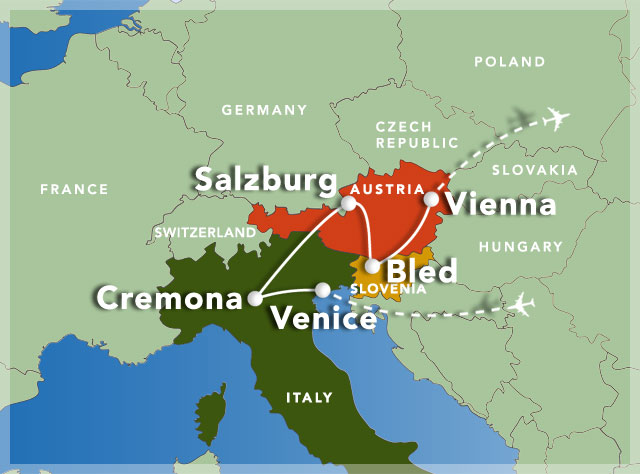 POLAND
GERMANY
CZECH
REPUBLIC
SLOVAKIA
FRANCE
Salzburg
AUSTRIA
Vienna
SWITZERLAND
HUNGARY
Bled
SLOVENIA
Cremona
Venice
ITALY